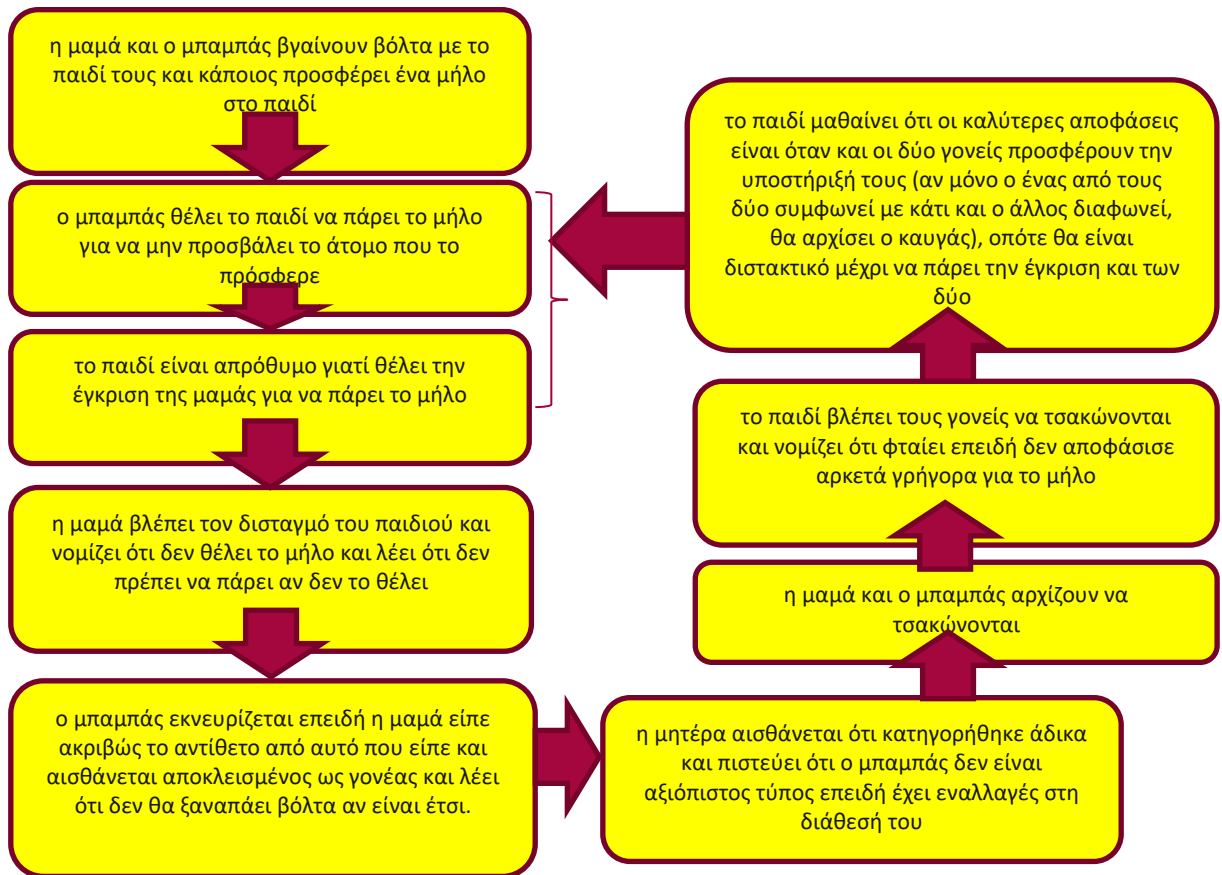 η μαμά και ο μπαμπάς βγαίνουν βόλτα με το
παιδί τους και κάποιος προσφέρει ένα μήλο
στο παιδί
ο μπαμπάς θέλει το παιδί να πάρει το μήλο
για να μην προσβάλει το άτομο που το
πρόσφερε
το παιδί είναι απρόθυμο γιατί θέλει την
έγκριση της μαμάς για να πάρει το μήλο
η μαμά βλέπει τον δισταγμό του παιδιού και
νομίζει ότι δεν θέλει το μήλο και λέει ότι δεν
πρέπει να πάρει αν δεν το θέλει
ο μπαμπάς εκνευρίζεται επειδή η μαμά είπε
ακριβώς το αντίθετο από αυτό που είπε και
αισθάνεται αποκλεισμένος ως γονέας και λέει
ότι δεν θα ξαναπάει βόλτα αν είναι έτσι.
η μητέρα αισθάνεται ότι κατηγορήθηκε άδικα
και πιστεύει ότι ο μπαμπάς δεν είναι
αξιόπιστος τύπος επειδή έχει εναλλαγές στη
διάθεσή του
η μαμά και ο μπαμπάς αρχίζουν να
τσακώνονται
το παιδί βλέπει τους γονείς να τσακώνονται
και νομίζει ότι φταίει επειδή δεν αποφάσισε
αρκετά γρήγορα για το μήλο
το παιδί μαθαίνει ότι οι καλύτερες αποφάσεις
είναι όταν και οι δύο γονείς προσφέρουν την
υποστήριξή τους (αν μόνο ο ένας από τους
δύο συμφωνεί με κάτι και ο άλλος διαφωνεί,
θα αρχίσει ο καυγάς), οπότε θα είναι
διστακτικό μέχρι να πάρει την έγκριση και των
δύο